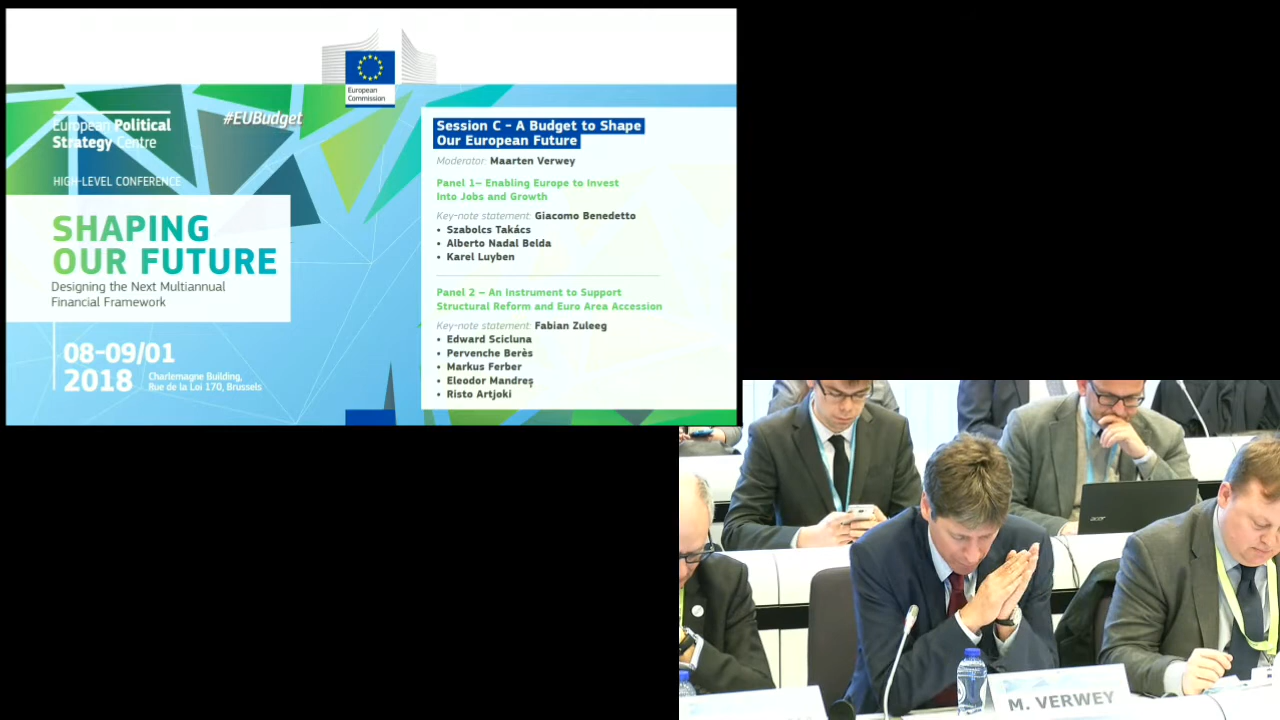 European
Commission
European Political
Strategy Centre
#EUBudget
HIGH-LEVEL CONFERENCE
SHAPING
OUR FUTURE
Designing the Next Multiannual
Financial Framework
08-09/01
2018
Charlemagne Building,
Rue de la Loi 170, Brussels
Session C - A Budget to Shape
Our European Future
Moderator: Maarten Verwey
Panel 1– Enabling Europe to Invest
Into Jobs and Growth
Key-note statement: Giacomo Benedetto
• Szabolcs Takács
• Alberto Nadal Belda
• Karel Luyben
Panel 2 – An Instrument to Support
Structural Reform and Euro Area Accession
Key-note statement: Fabian Zuleeg
• Edward Scicluna
• Pervenche Berès
• Markus Ferber
• Eleodor Mandreș
• Risto Artjoki
acer
M. VERWEY